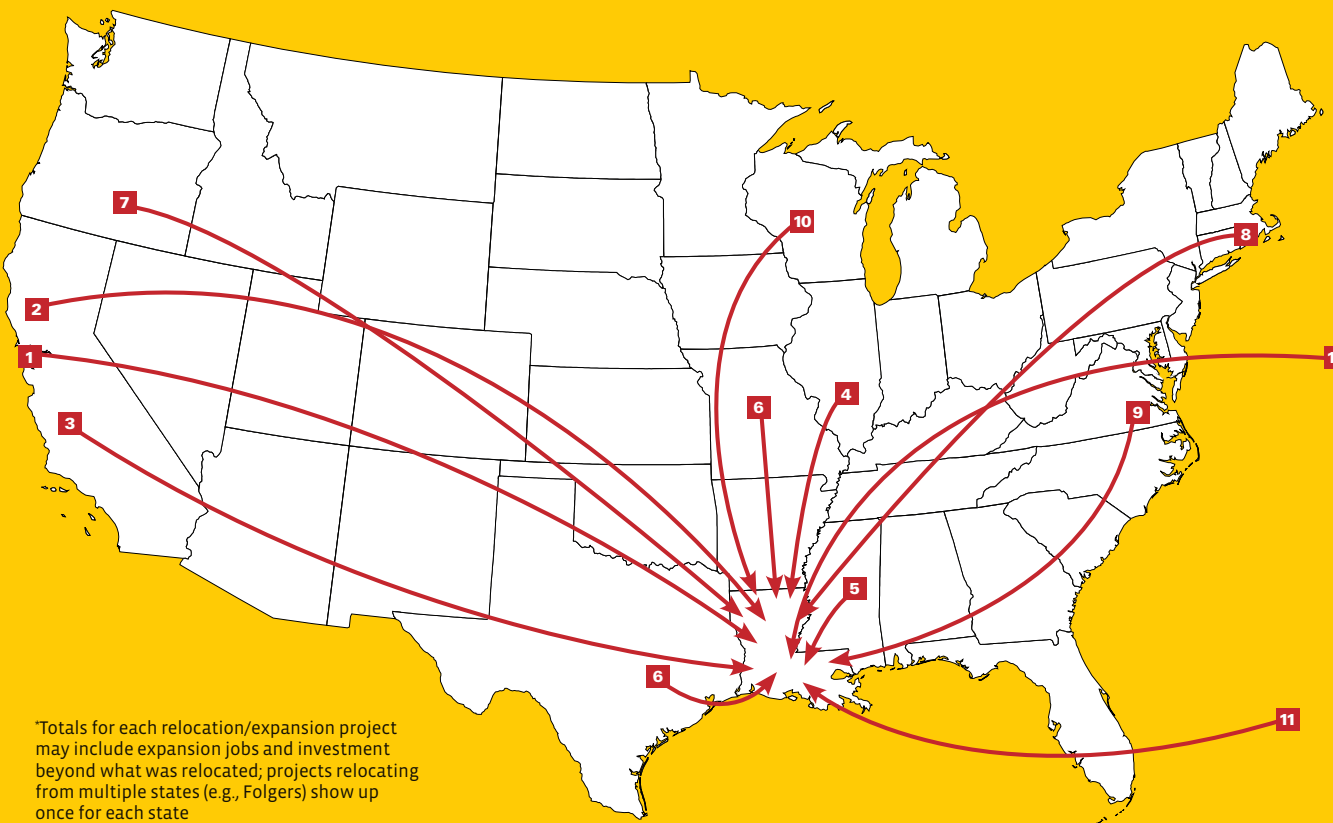 7
10
8
2
1
1
6
4
3
9
5
6
11
*Totals for each relocation/expansion project
may include expansion jobs and investment
beyond what was relocated; projects relocating
from multiple states (e.g., Folgers) show up
once for each state